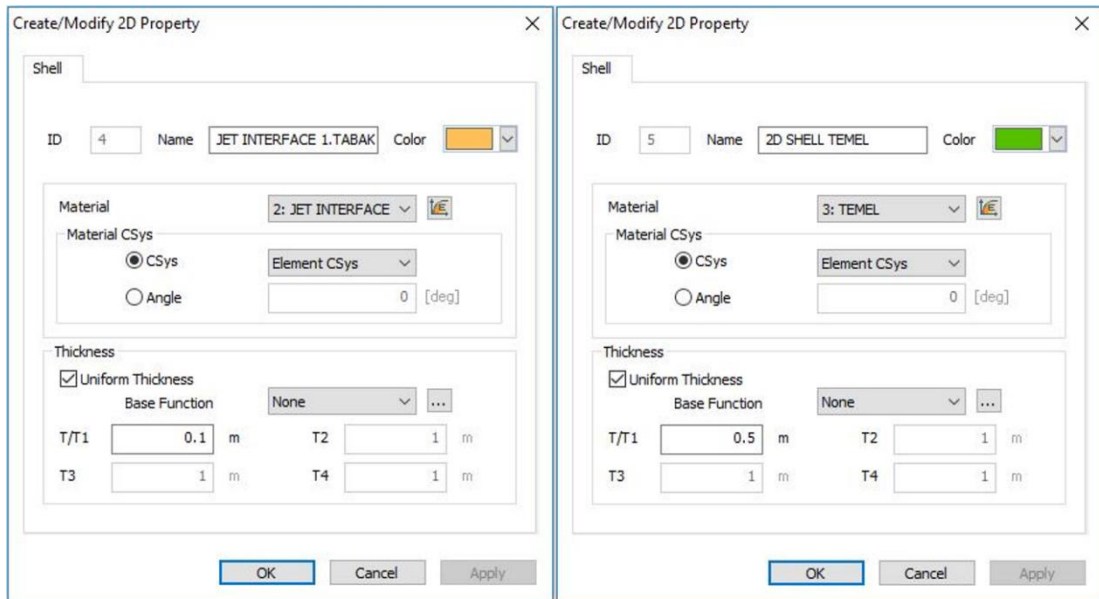 Create/Modify 2D Property
Shell
ID 4 Name JET INTERFACE 1.TABAK Color
Material 2: JET INTERFACE
Material CSys
CSys Element CSys
Angle 0 [deg]
Thickness
Uniform Thickness
Base Function None ...
T/T1 0.1 m T2 1 m
T3 1 m T4 1 m
OK Cancel Apply
Create/Modify 2D Property
Shell
ID 5 Name 2D SHELL TEMEL Color
Material 3: TEMEL
Material CSys
CSys Element CSys
Angle 0 [deg]
Thickness
Uniform Thickness
Base Function None ...
T/T1 0.5 m T2 1 m
T3 1 m T4 1 m
OK Cancel Apply